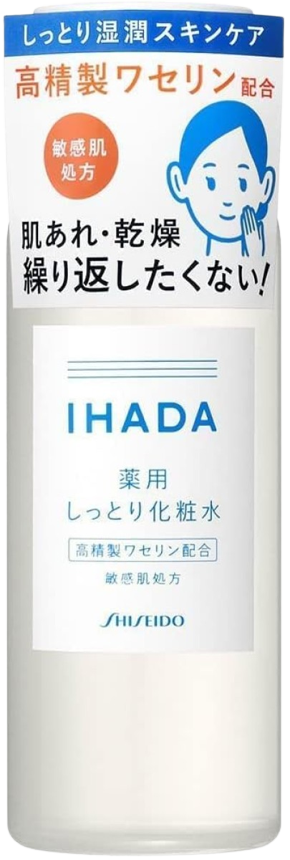 しっとり湿潤スキンケア
高精製ワセリン配合
敏感肌
処方
肌あれ・乾燥
繰り返したくない!
IHADA
薬用
しっとり化粧水
高精製ワセリン配合
敏感肌処方
SHISEIDO